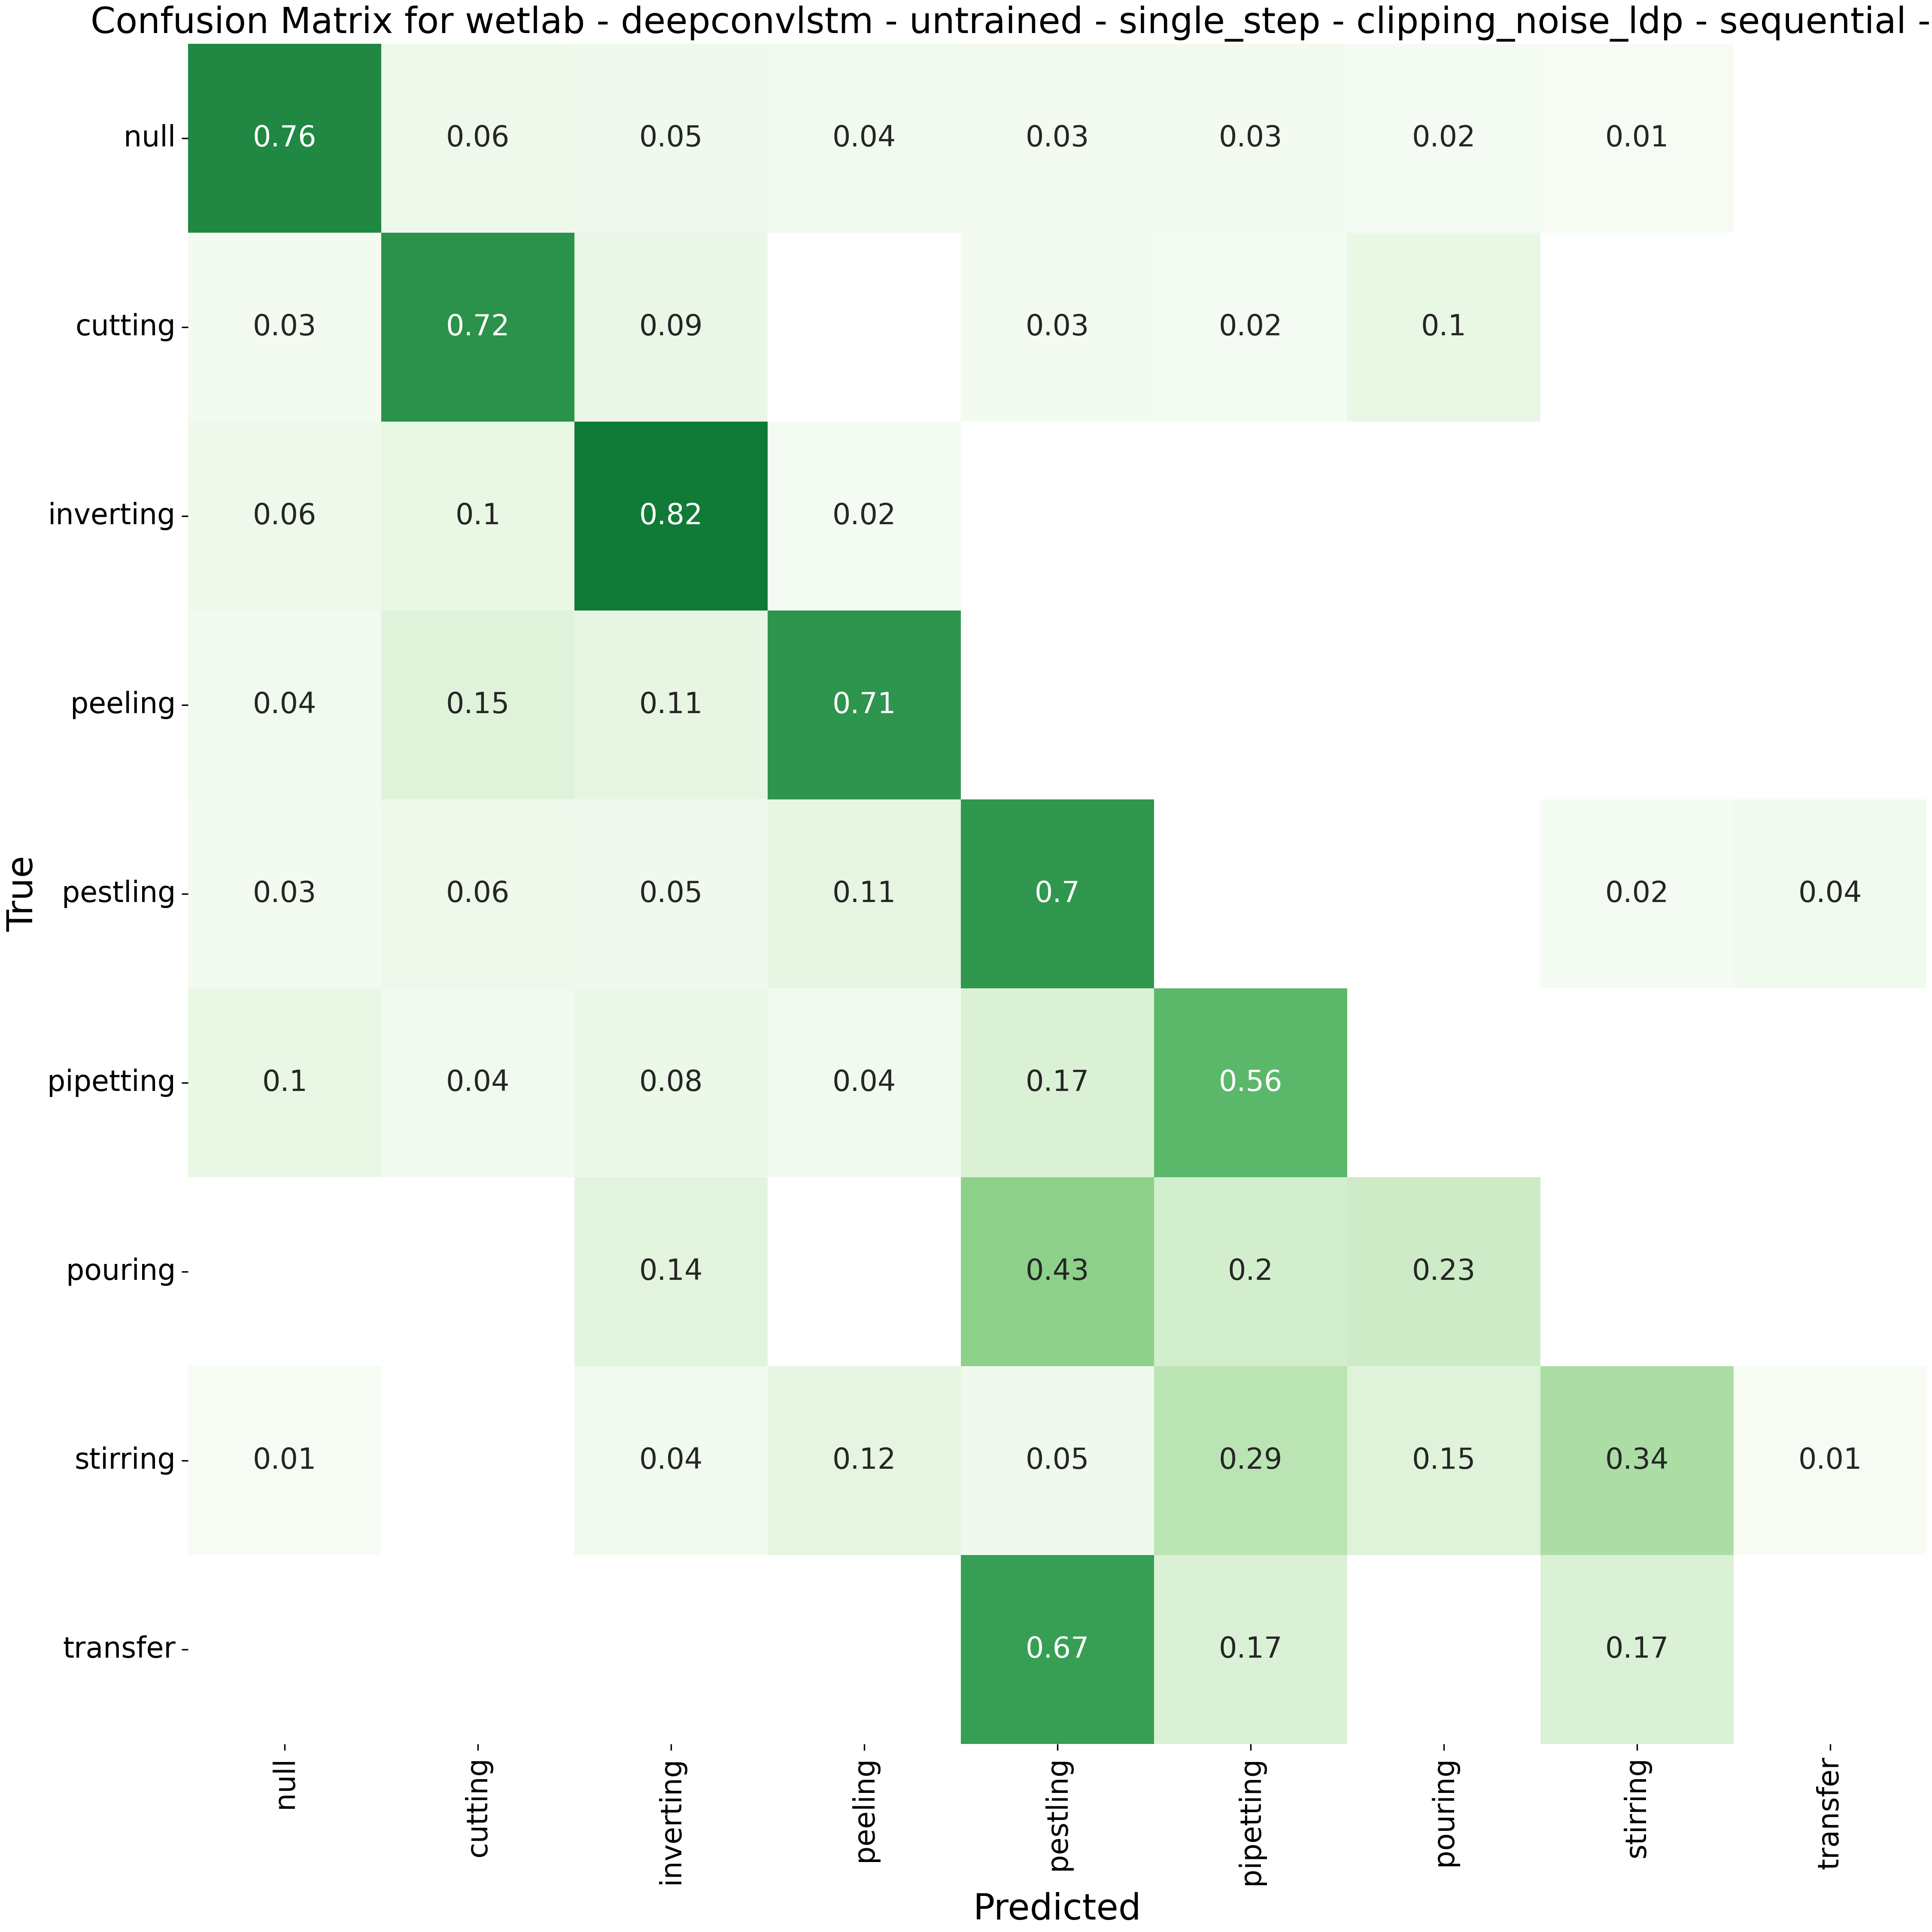 Confusion Matrix for wetlab - deepconvlstm - untrained - single_step - clipping_noise_ldp - sequential -
null 0.76 0.06 0.05 0.04 0.03 0.03 0.02 0.01
cutting 0.03 0.72 0.09 0.03 0.02 0.1
inverting 0.06 0.1 0.82 0.02
peeling 0.04 0.15 0.11 0.71
pestling 0.03 0.06 0.05 0.11 0.7 0.02 0.04
pipetting 0.1 0.04 0.08 0.04 0.17 0.56
pouring 0.14 0.43 0.2 0.23
stirring 0.01 0.04 0.12 0.05 0.29 0.15 0.34 0.01
transfer 0.67 0.17 0.17
True
null cutting inverting peeling pestling pipetting pouring stirring transfer
Predicted